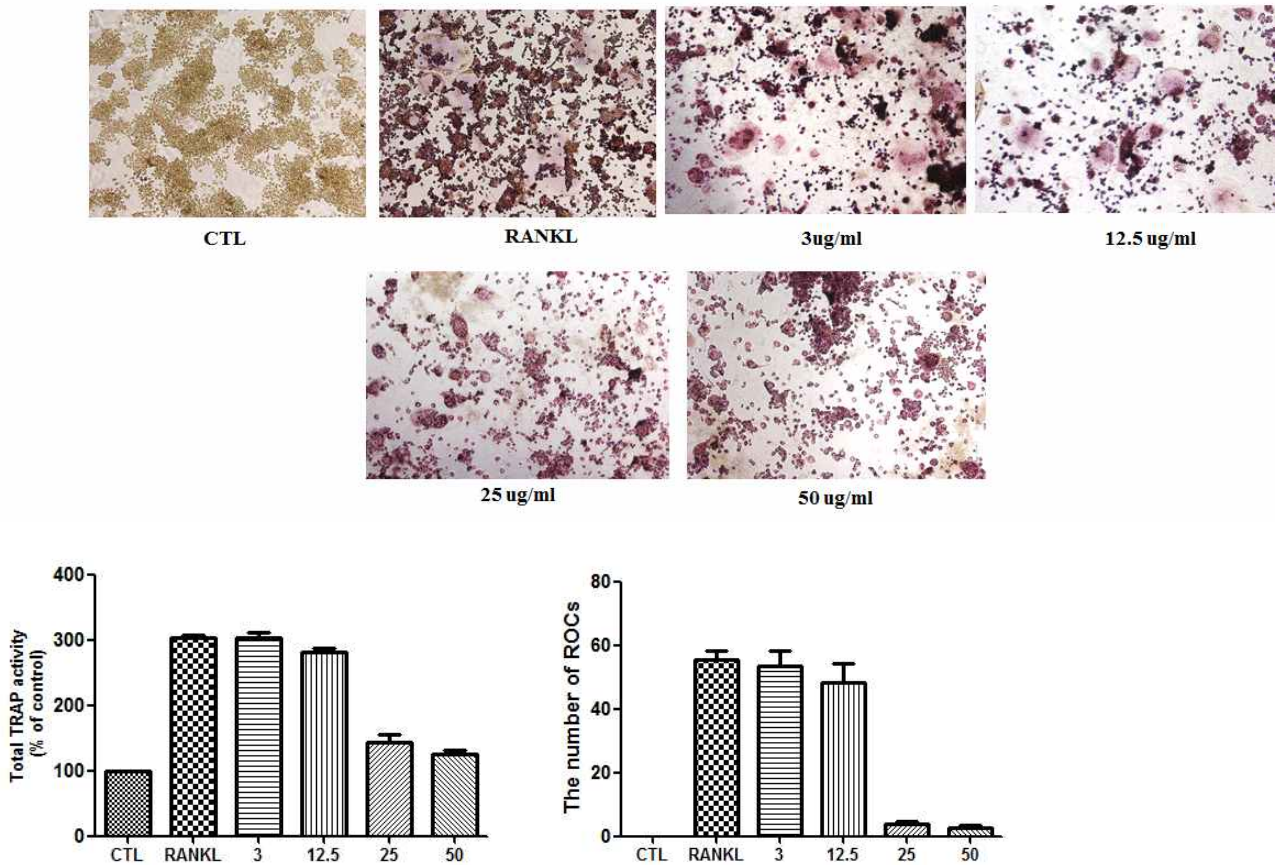 CTL
RANKL
3ug/ml
12.5 ug/ml
25 ug/ml
50 ug/ml
Total TRAP activity
(% of control)
400
300
200
100
0
CTL RANKL 3 12.5 25 50
The number of ROCs
80
60
40
20
0
CTL RANKL 3 12.5 25 50